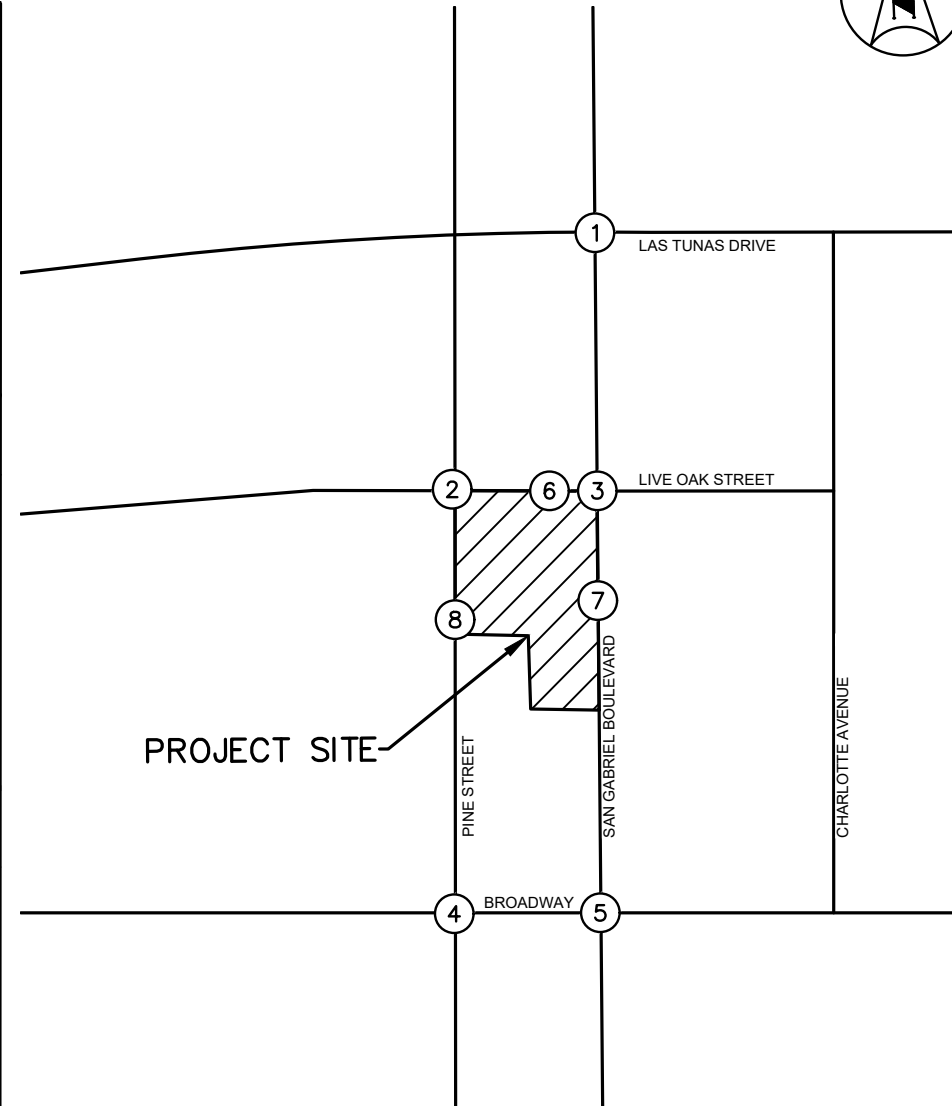 1
LAS TUNAS DRIVE
2
6
3
LIVE OAK STREET
7
8
PROJECT SITE
PINE STREET
SAN GABRIEL BOULEVARD
CHARLOTTE AVENUE
4
BROADWAY
5